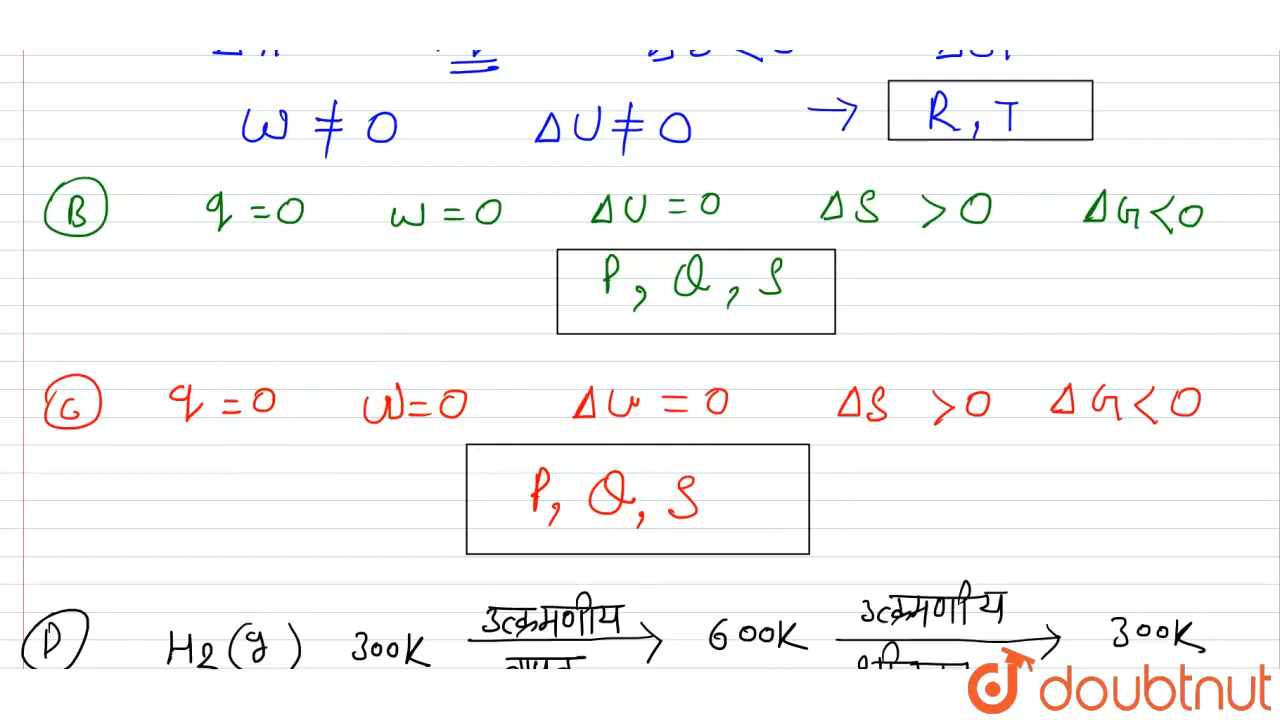 W ≠ 0 ΔU ≠ 0 → R, T
B q = 0 w = 0 ΔU = 0 ΔS > 0 ΔG < 0
P, Q, S
C q = 0 W = 0 ΔU = 0 ΔS > 0 ΔG < 0
P, Q, S
उत्क्रमणीय उत्क्रमणीय
D H2(g) 300K → 600K → 300K
doubtnut